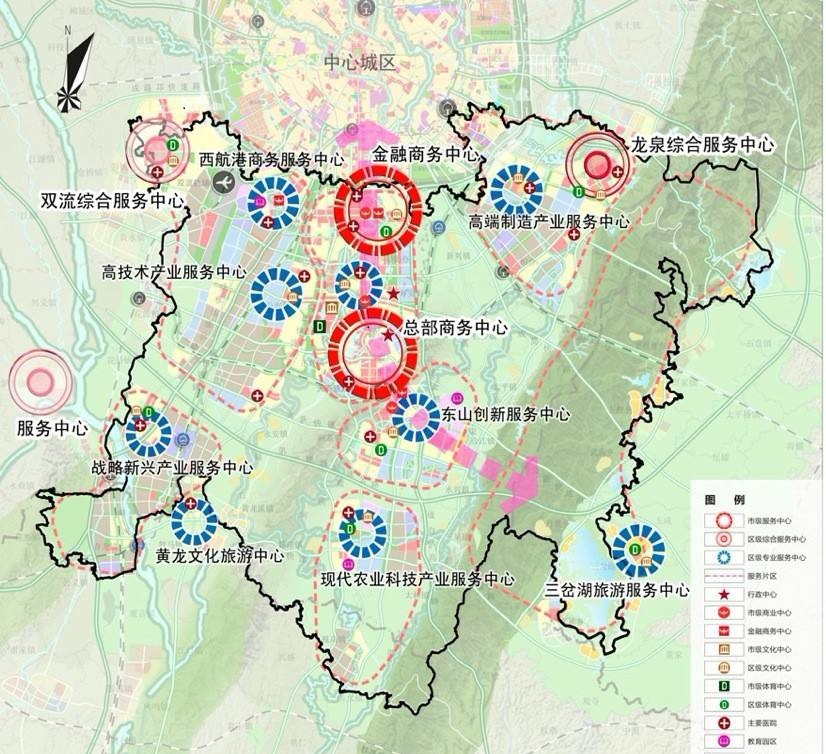 N
中心城区
西航港商务服务中心
金融商务中心
龙泉综合服务中心
双流综合服务中心
高端制造产业服务中心
高技术产业服务中心
总部商务中心
服务中心
东山创新服务中心
战略新兴产业服务中心
黄龙文化旅游中心
现代农业科技产业服务中心
三岔湖旅游服务中心
图 例
市级服务中心
区级综合服务中心
区级专业服务中心
服务片区
行政中心
市级商业中心
金融商务中心
市级文化中心
区级文化中心
市级体育中心
区级体育中心
主要医院
教育园区